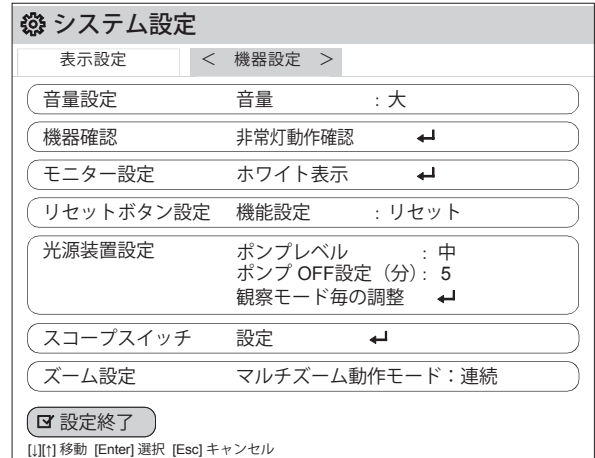 システム設定
表示設定 < 機器設定 >
音量設定 音量 : 大
機器確認 非常灯動作確認 ↵
モニター設定 ホワイト表示 ↵
リセットボタン設定 機能設定 : リセット
光源装置設定 ポンプレベル : 中
ポンプ OFF設定（分）: 5
観察モード毎の調整 ↵
スコープスイッチ 設定 ↵
ズーム設定 マルチズーム動作モード：連続
設定終了
[↓][↑] 移動 [Enter] 選択 [Esc] キャンセル